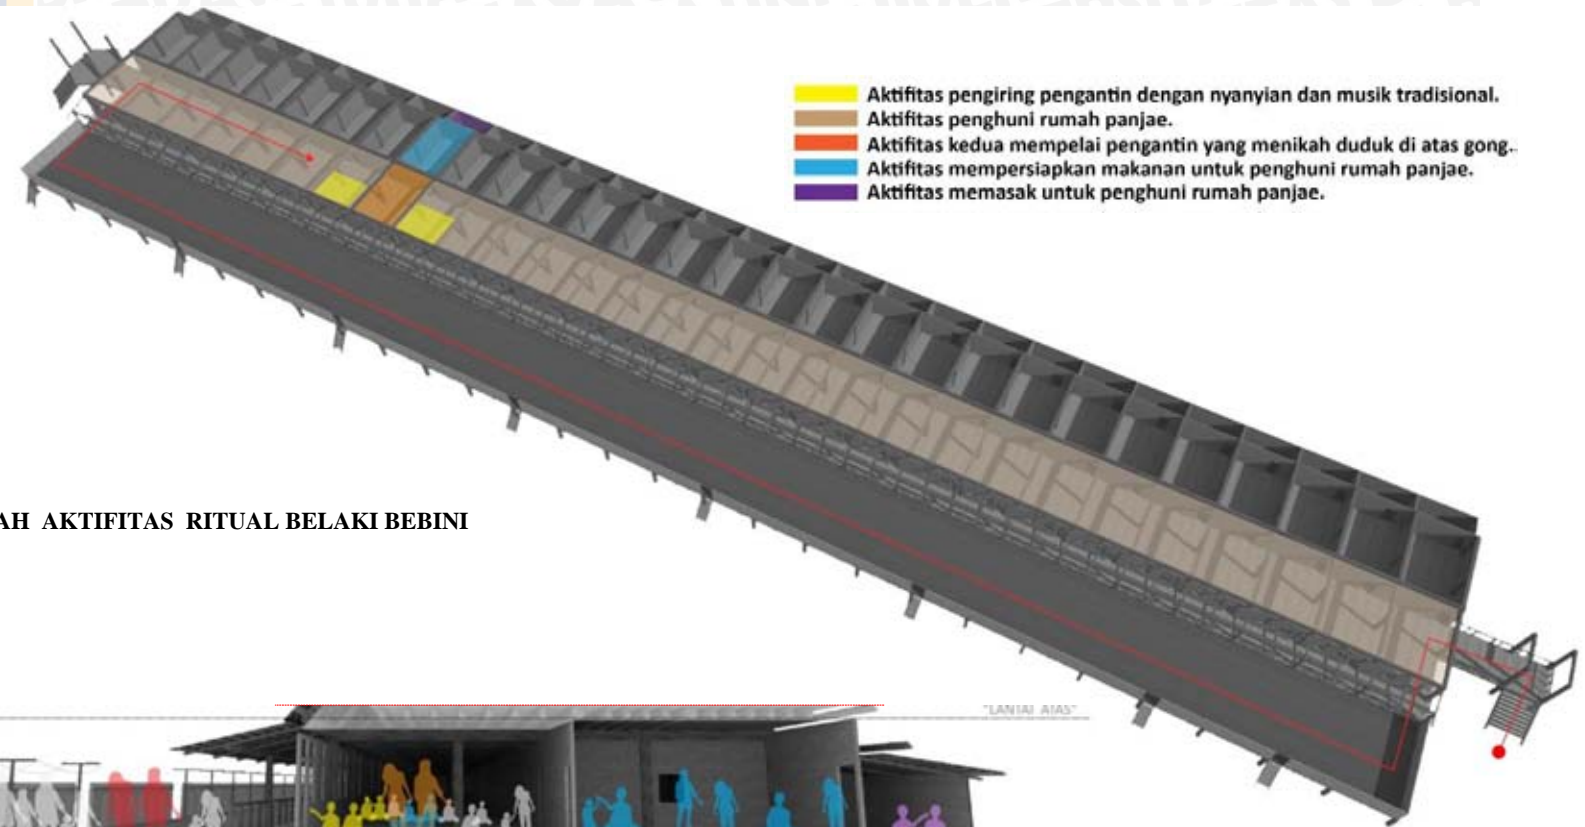 Aktifitas pengiring pengantin dengan nyanyian dan musik tradisional.
Aktifitas penghuni rumah panjae.
Aktifitas kedua mempelai pengantin yang menikah duduk di atas gong.
Aktifitas mempersiapkan makanan untuk penghuni rumah panjae.
Aktifitas memasak untuk penghuni rumah panjae.
AH AKTIFITAS RITUAL BELAKI BEBINI
"LANTAI ATAS"